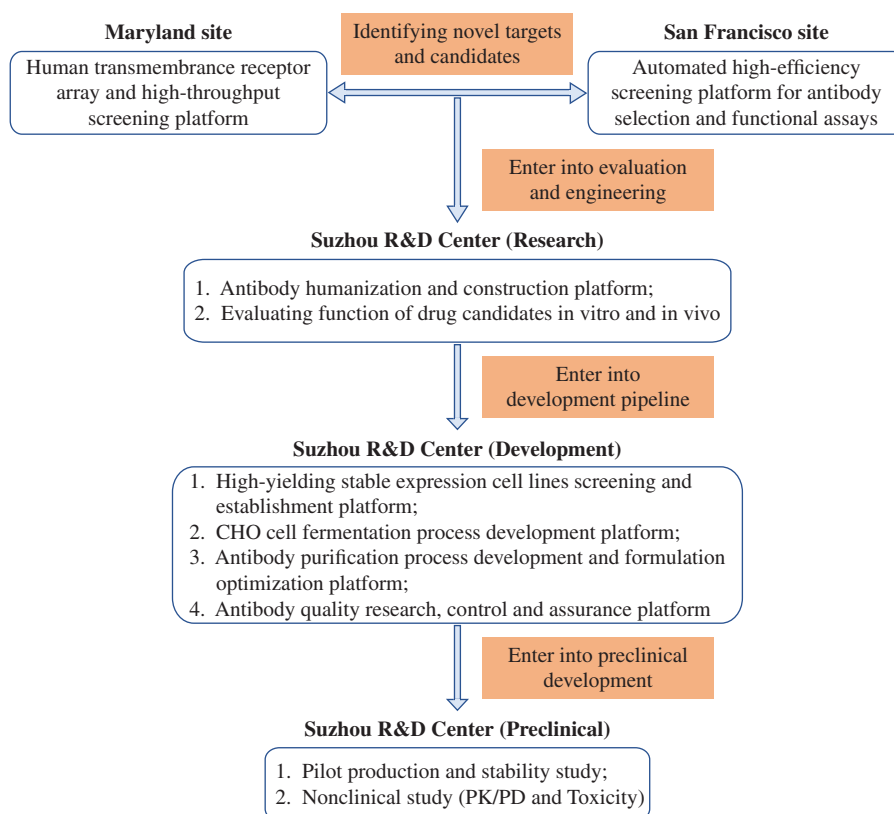 Maryland site
Identifying novel targets
and candidates
San Francisco site
Human transmembrance receptor
array and high-throughput
screening platform
Automated high-efficiency
screening platform for antibody
selection and functional assays
Enter into evaluation
and engineering
Suzhou R&D Center (Research)
1. Antibody humanization and construction platform;
2. Evaluating function of drug candidates in vitro and in vivo
Enter into
development pipeline
Suzhou R&D Center (Development)
1. High-yielding stable expression cell lines screening and
establishment platform;
2. CHO cell fermentation process development platform;
3. Antibody purification process development and formulation
optimization platform;
4. Antibody quality research, control and assurance platform
Enter into preclinical
development
Suzhou R&D Center (Preclinical)
1. Pilot production and stability study;
2. Nonclinical study (PK/PD and Toxicity)